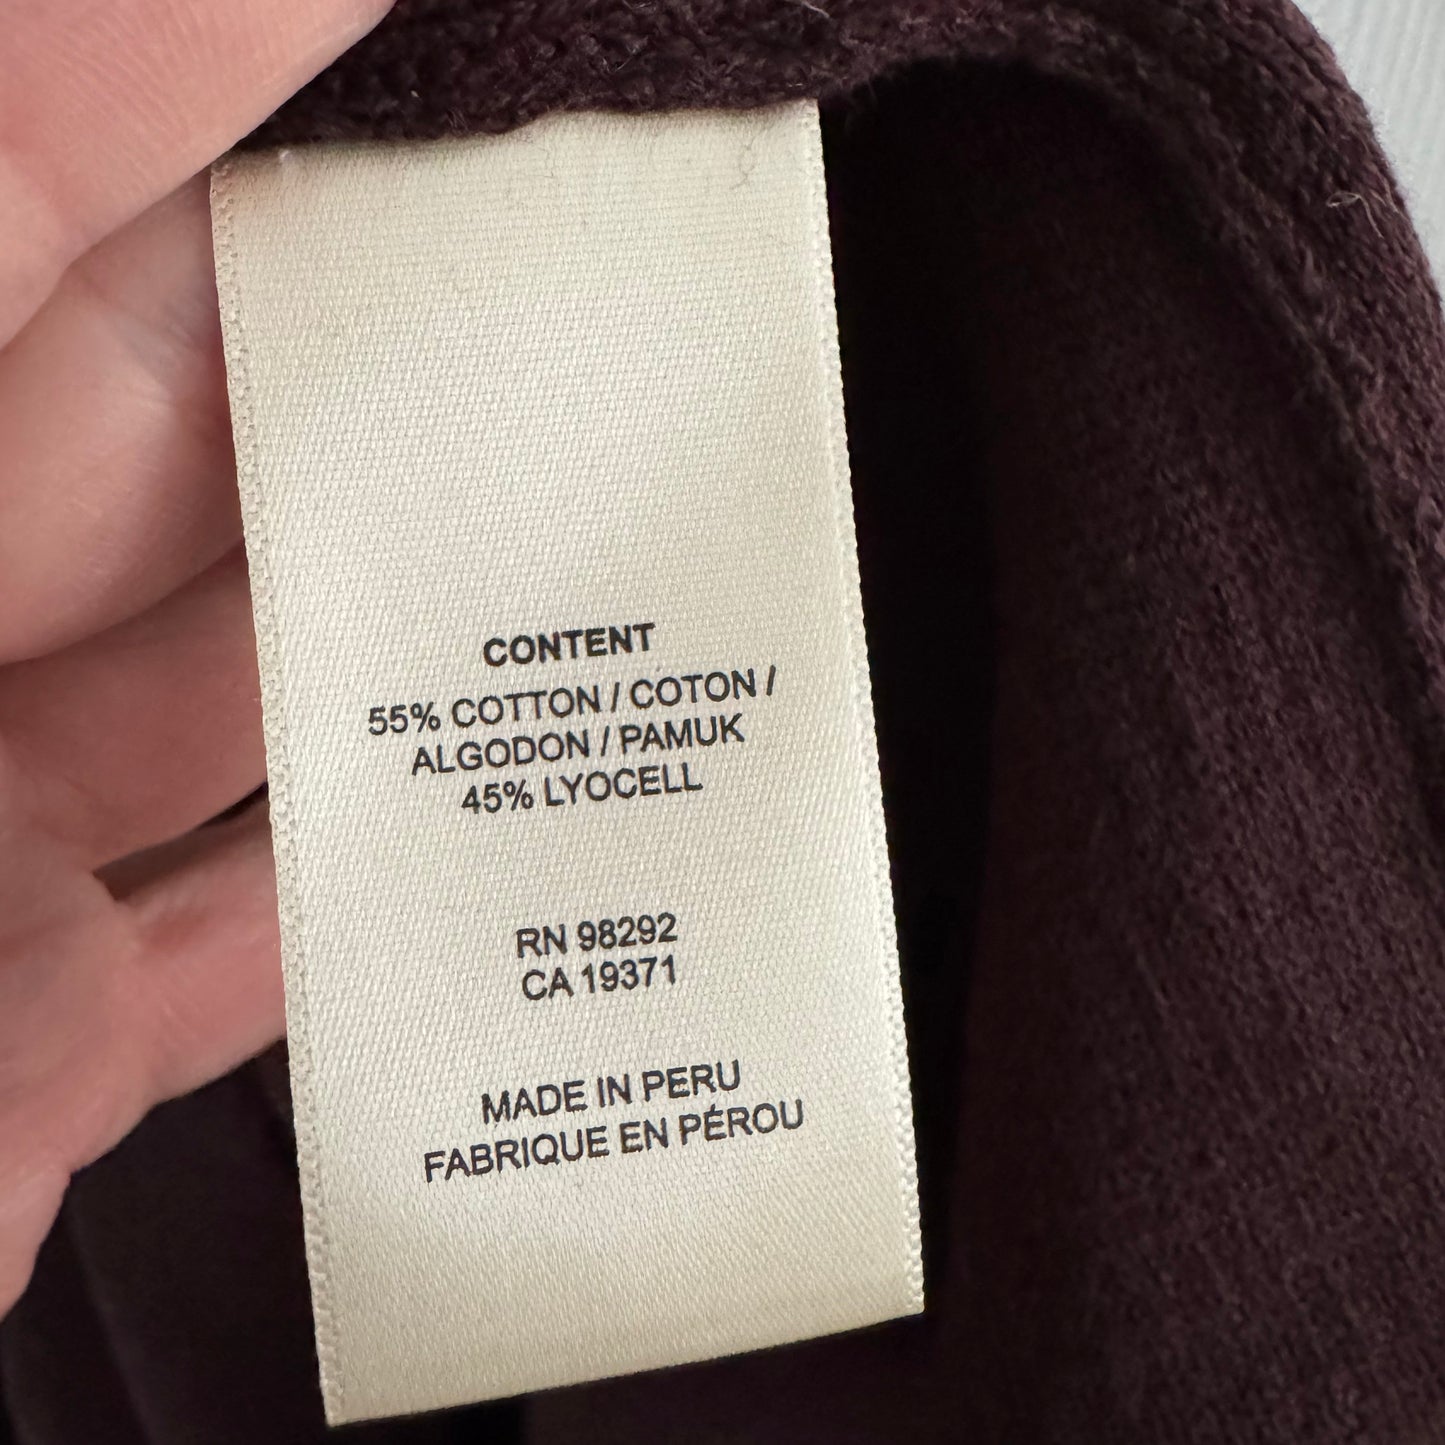 CONTENT
55% COTTON / COTON /
ALGODON / PAMUK
45% LYOCELL
RN 98292
CA 19371
MADE IN PERU
FABRIQUE EN PÉROU